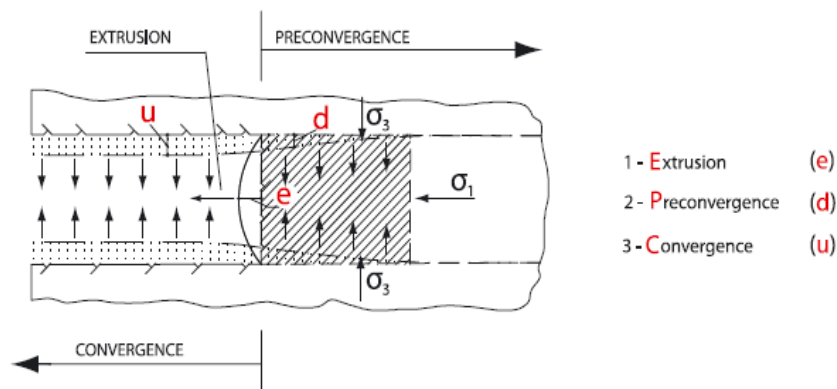 EXTRUSION
PRECONVERGENCE
u
d
σ3
e
σ1
σ3
CONVERGENCE
1 - Extrusion (e)
2 - Preconvergence (d)
3 - Convergence (u)